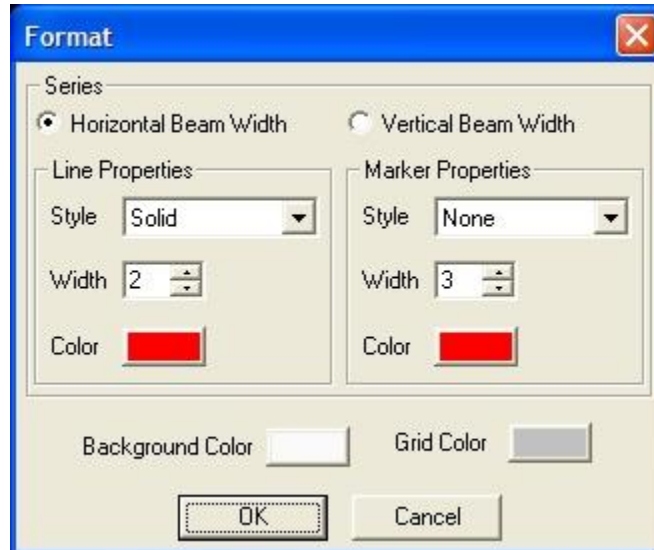 Format
Series
Horizontal Beam Width Vertical Beam Width
Line Properties Marker Properties
Style Solid Style None
Width 2 Width 3
Color Color
Background Color Grid Color
OK Cancel